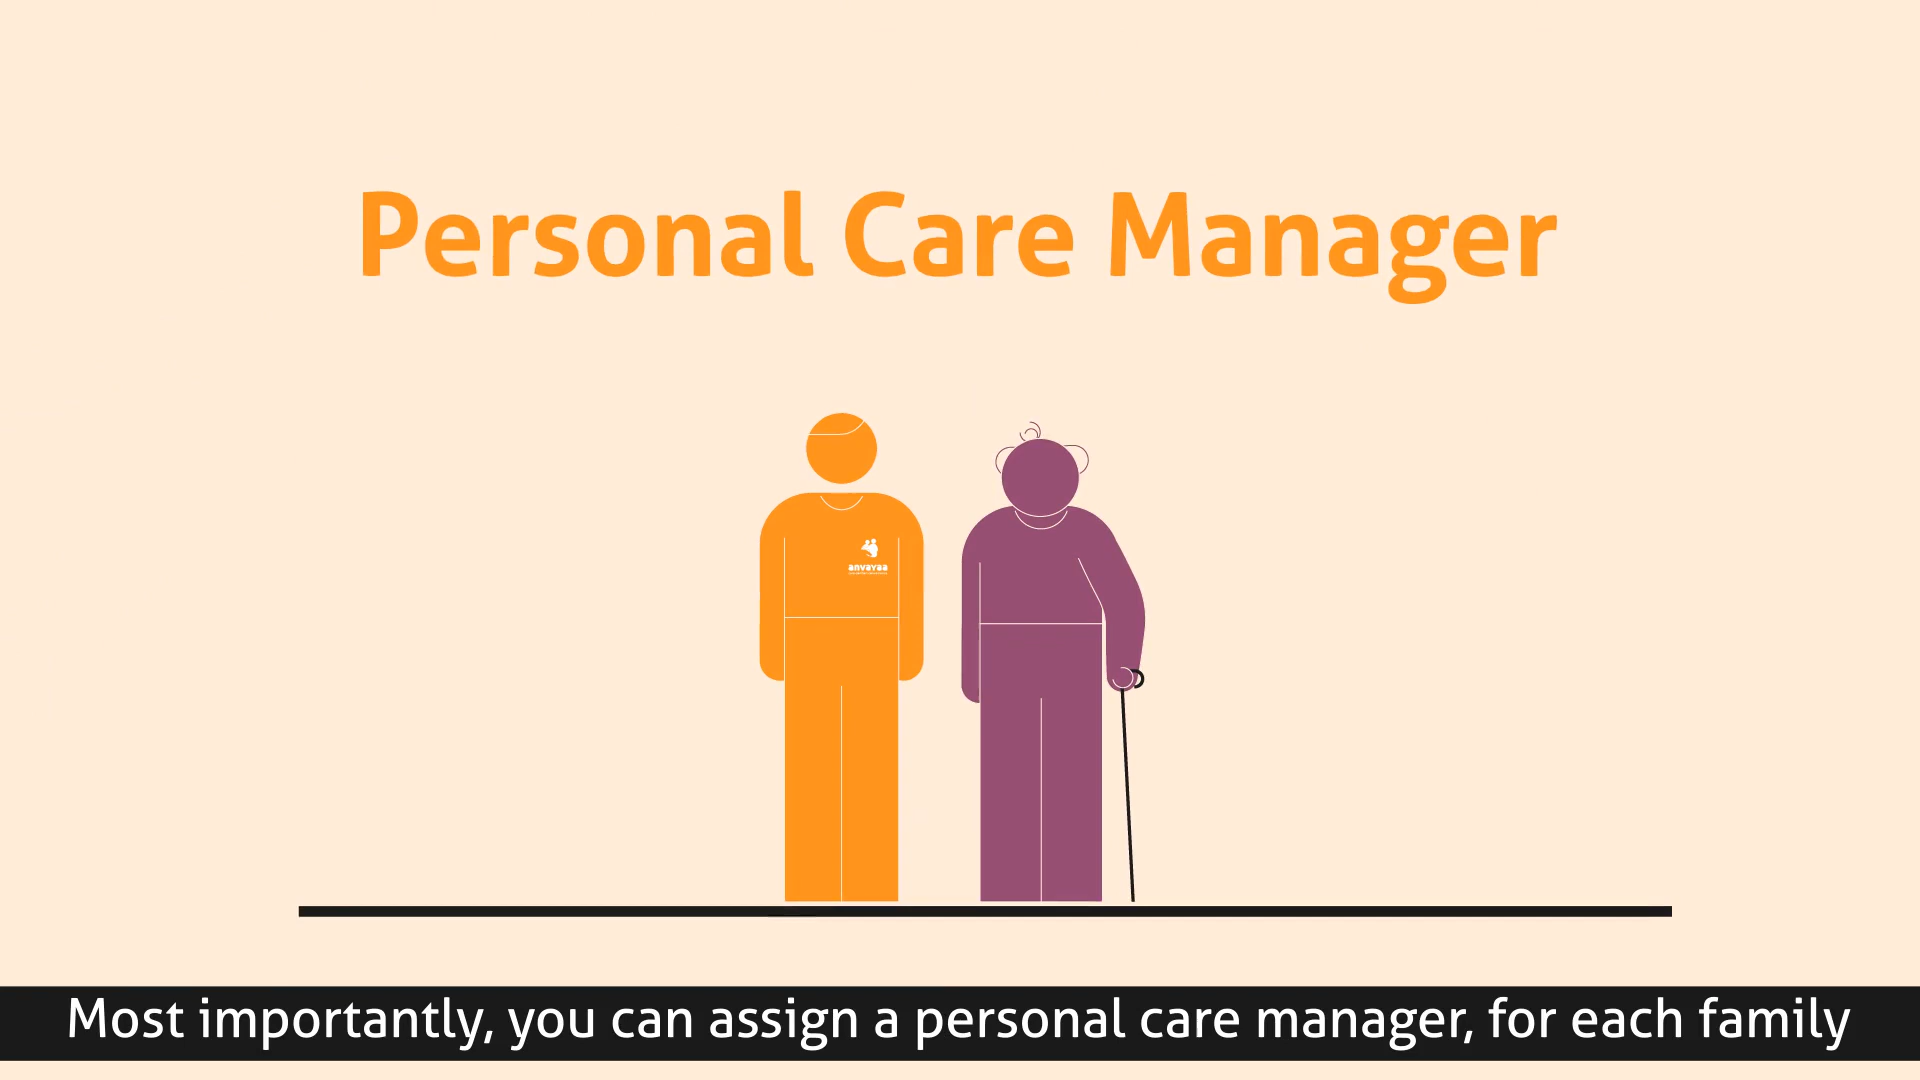 Personal Care Manager
anvayaa
Most importantly, you can assign a personal care manager, for each family